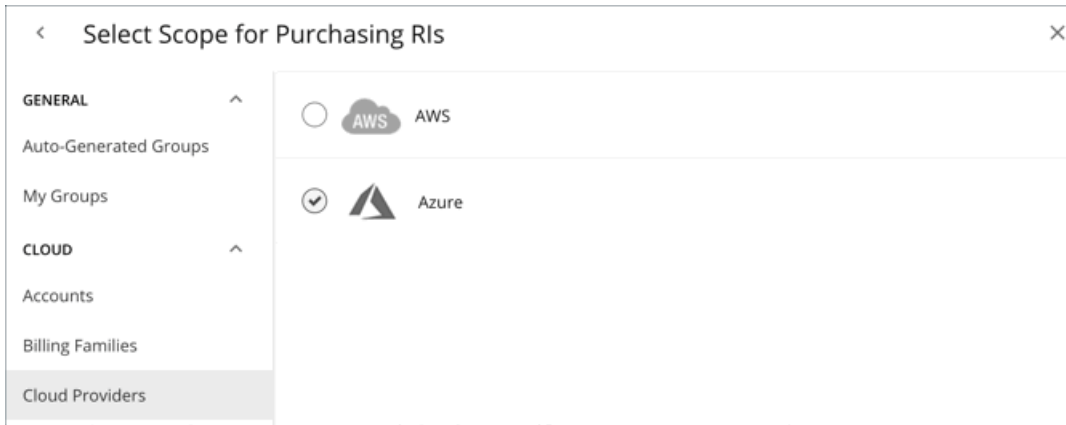 Select Scope for Purchasing RIs
GENERAL
Auto-Generated Groups
My Groups
CLOUD
Accounts
Billing Families
Cloud Providers
AWS AWS
Azure